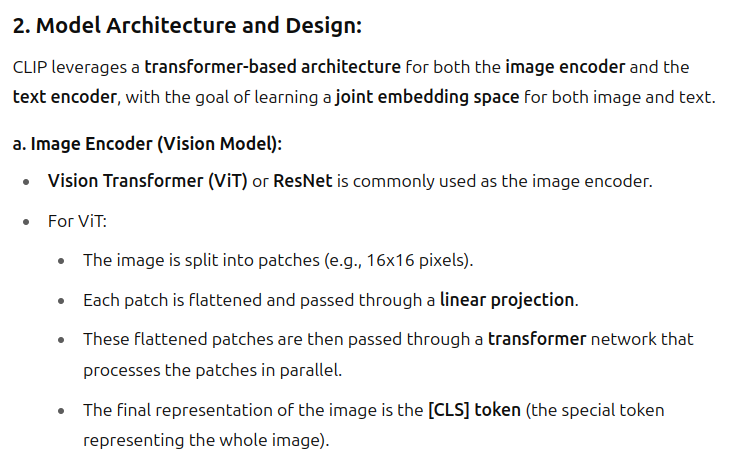 2. Model Architecture and Design:
CLIP leverages a transformer-based architecture for both the image encoder and the
text encoder, with the goal of learning a joint embedding space for both image and text.
a. Image Encoder (Vision Model):
• Vision Transformer (ViT) or ResNet is commonly used as the image encoder.
• For ViT:
• The image is split into patches (e.g., 16x16 pixels).
• Each patch is flattened and passed through a linear projection.
• These flattened patches are then passed through a transformer network that
processes the patches in parallel.
• The final representation of the image is the [CLS] token (the special token
representing the whole image).